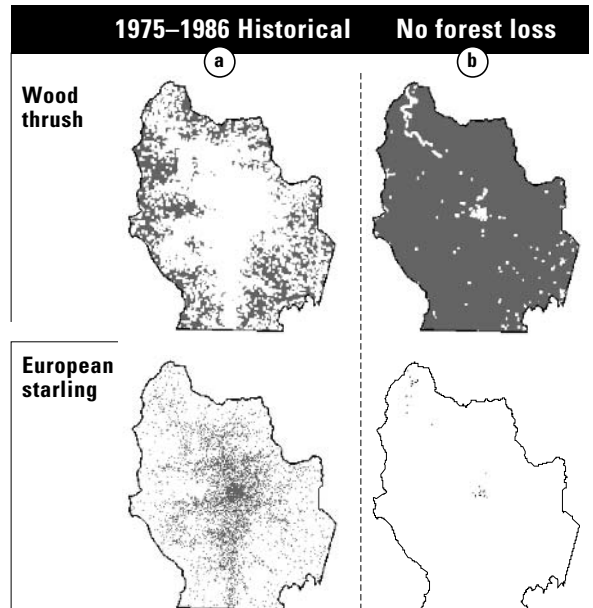 1975–1986 Historical
No forest loss
a
b
Wood
thrush
European
starling